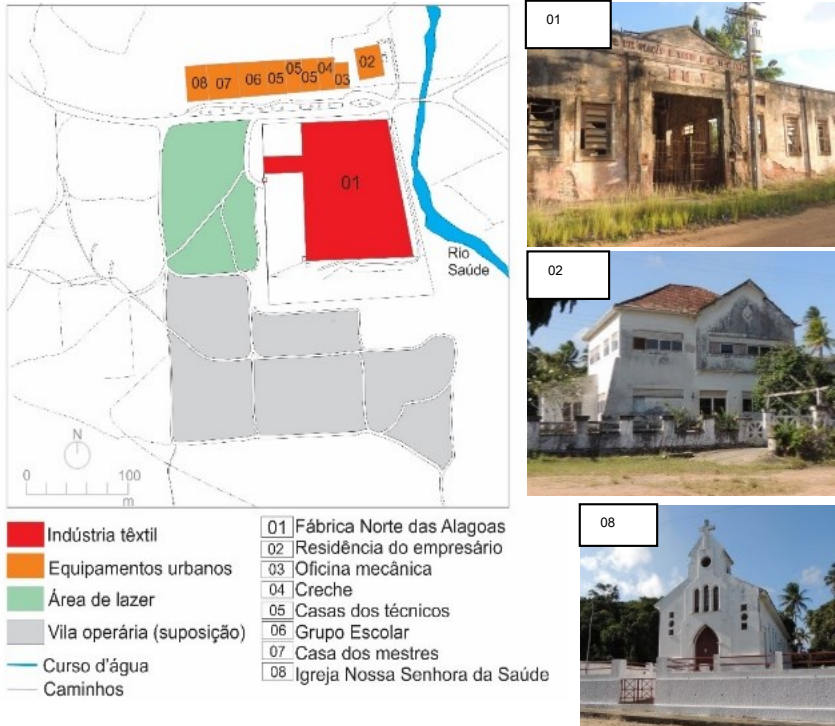 08 07 06 05 05 05 04 03 02
01
Rio
Saúde
N
0 100
m
Indústria têxtil
Equipamentos urbanos
Área de lazer
Vila operária (suposição)
Curso d'água
Caminhos
01 Fábrica Norte das Alagoas
02 Residência do empresário
03 Oficina mecânica
04 Creche
05 Casas dos técnicos
06 Grupo Escolar
07 Casa dos mestres
08 Igreja Nossa Senhora da Saúde
01
02
08